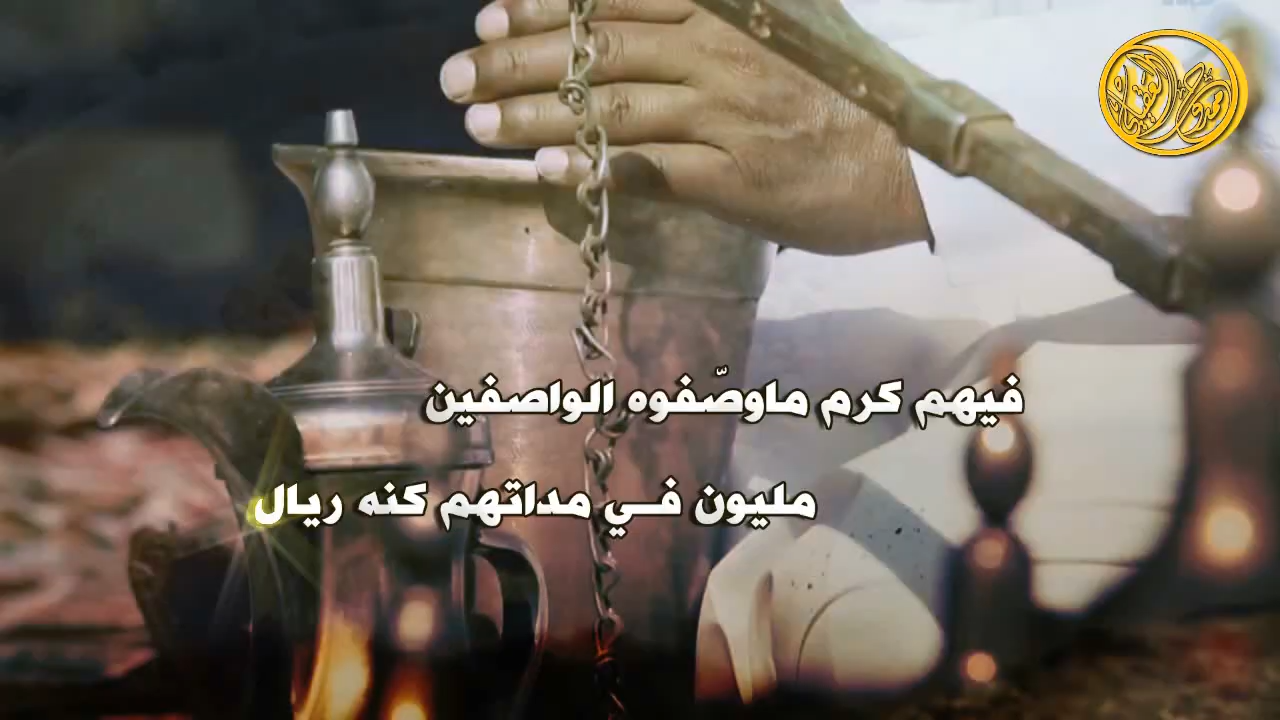 فيهم كرم ماوصّفوه الواصفين
مليون في مداتهم كنه ريال